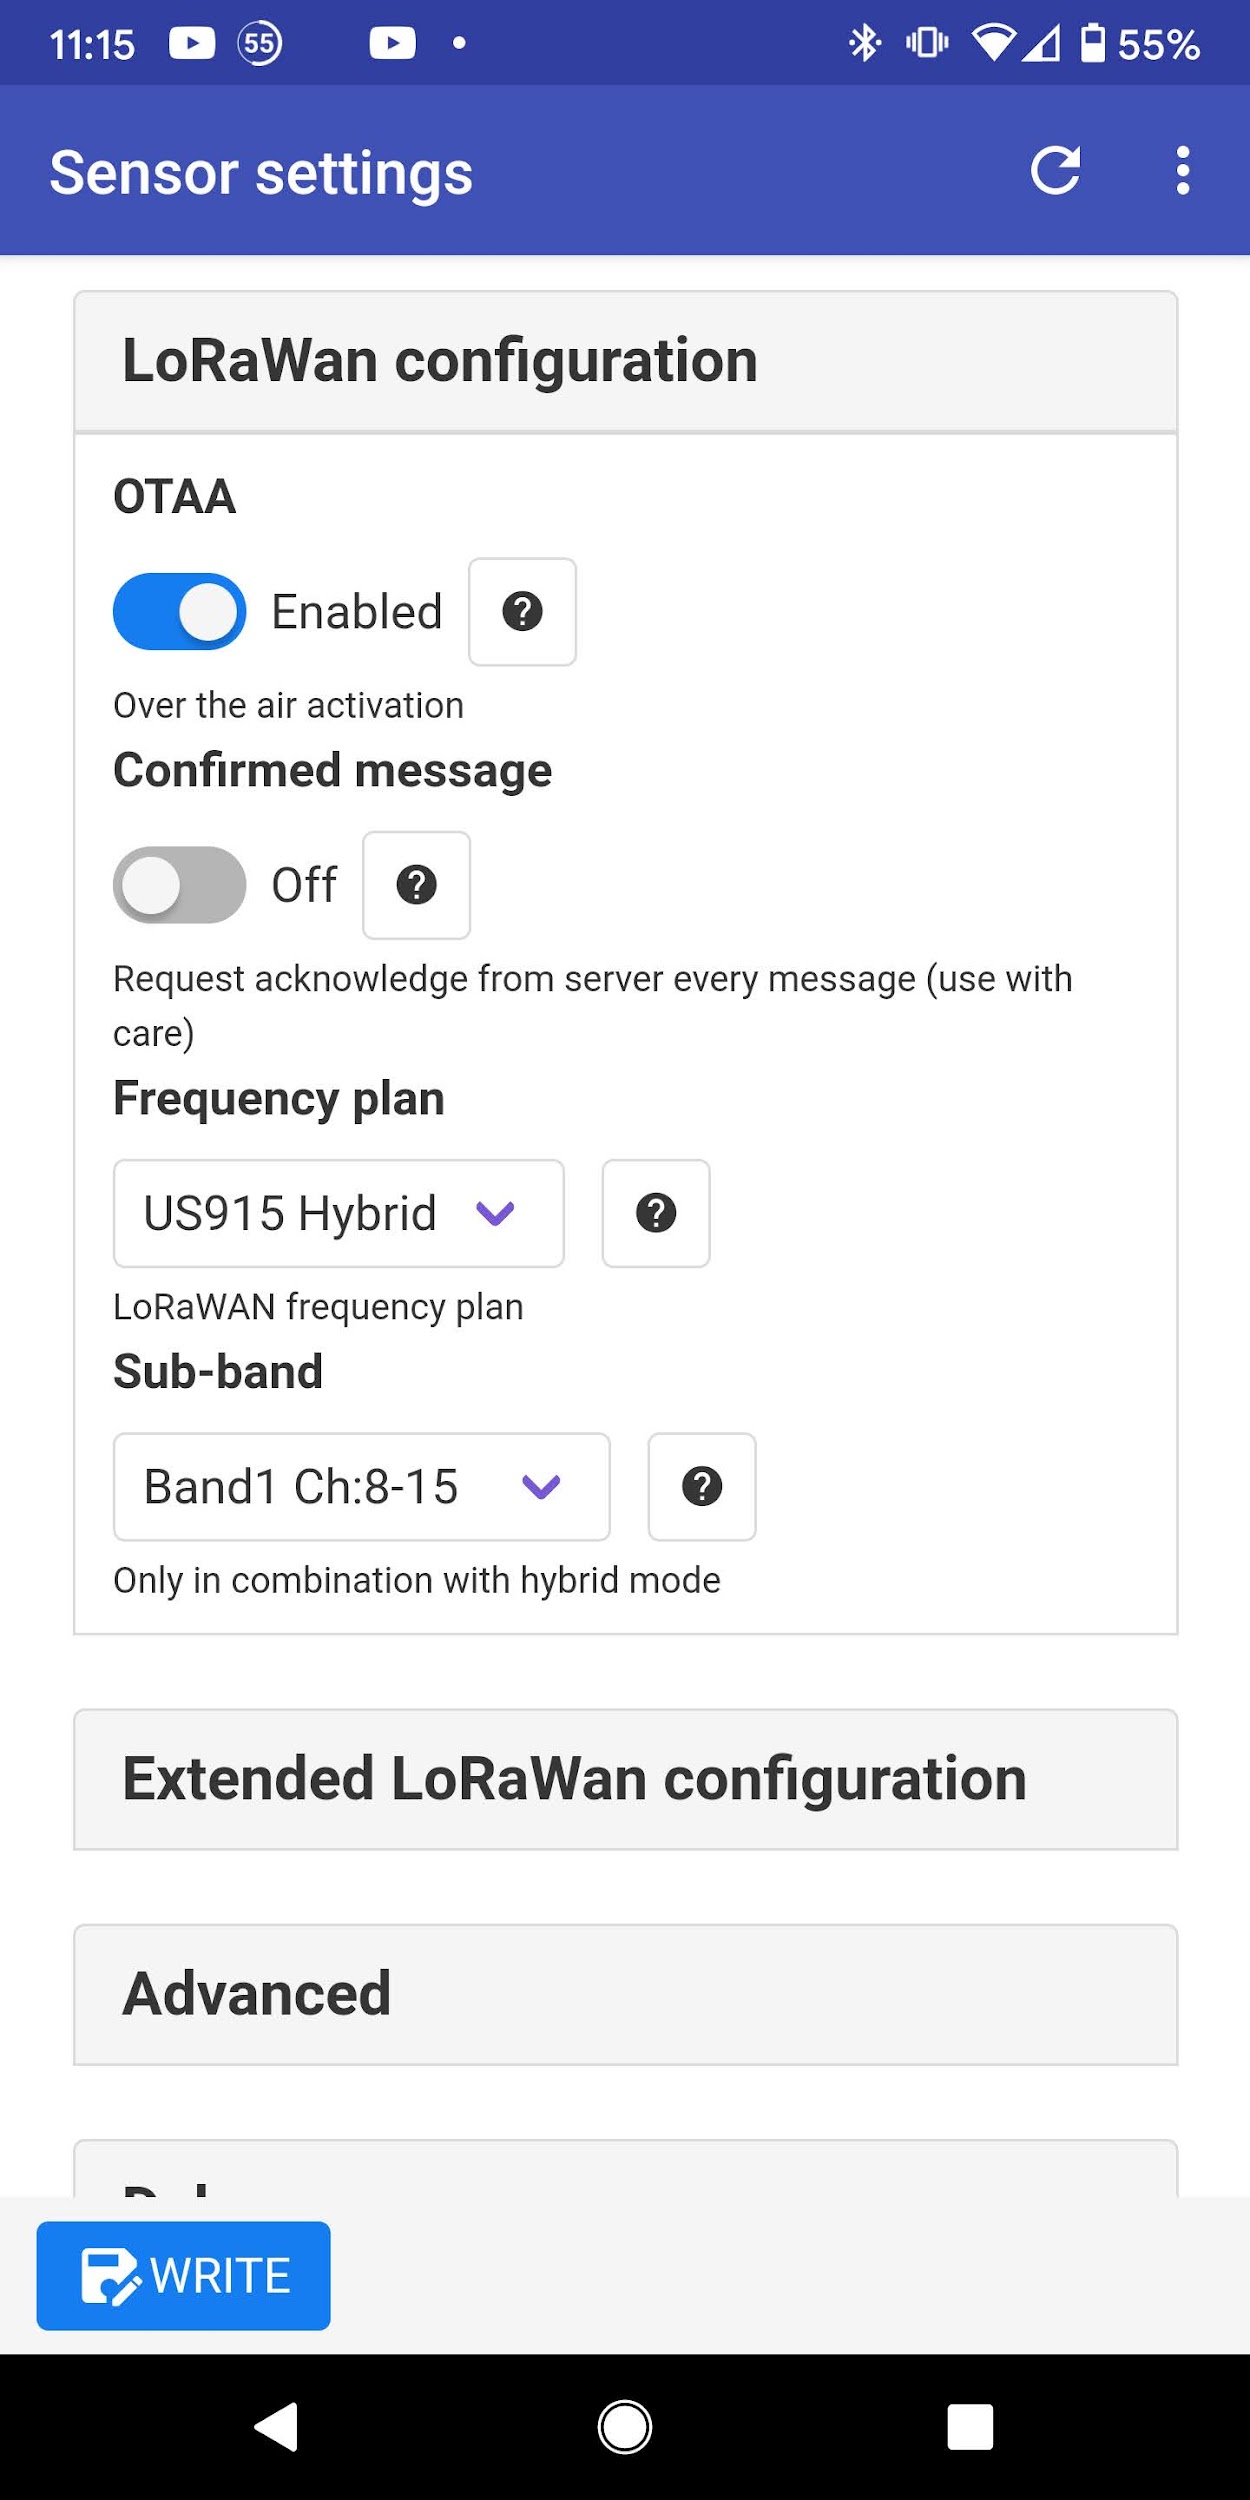 11:15 55 55%
Sensor settings
LoRaWan configuration
OTAA
Enabled ?
Over the air activation
Confirmed message
Off ?
Request acknowledge from server every message (use with
care)
Frequency plan
US915 Hybrid ?
LoRaWAN frequency plan
Sub-band
Band1 Ch:8-15 ?
Only in combination with hybrid mode
Extended LoRaWan configuration
Advanced
WRITE